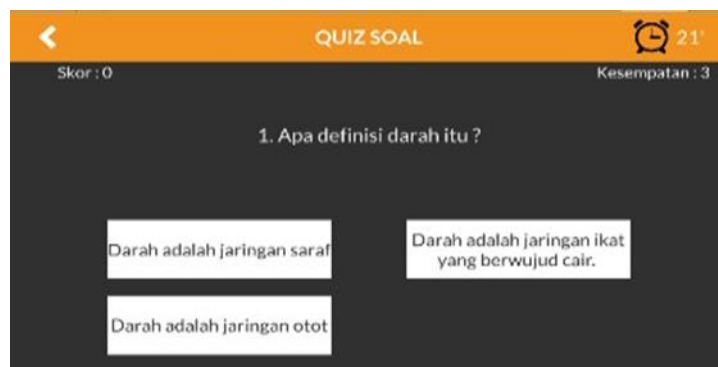 QUIZ SOAL
21'
Skor : 0
Kesempatan : 3
1. Apa definisi darah itu ?
Darah adalah jaringan saraf
Darah adalah jaringan ikat
yang berwujud cair.
Darah adalah jaringan otot